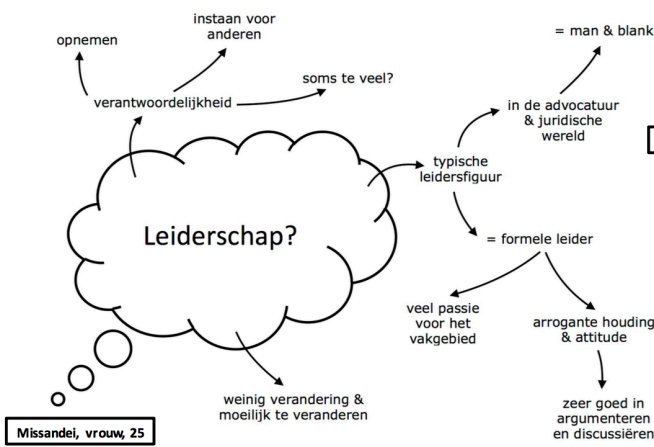 instaan voor
anderen
opnemen
soms te veel?
verantwoordelijkheid
= man & blank
in de advocatuur
& juridische
wereld
typische
leidersfiguur
Leiderschap?
= formele leider
veel passie
voor het
vakgebied
arrogante houding
& attitude
zeer goed in
argumenteren
en discussiëren
weinig verandering &
moeilijk te veranderen
Missandei, vrouw, 25